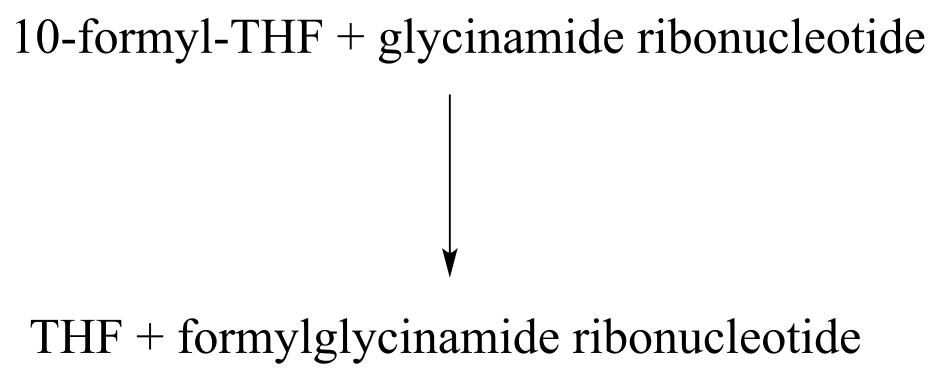 10-formyl-THF + glycinamide ribonucleotide
THF + formylglycinamide ribonucleotide